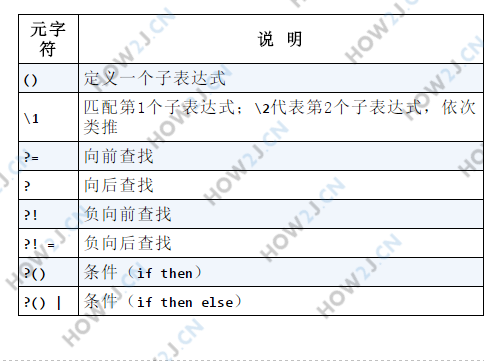 元字符 说 明
() 定义一个子表达式
\1 匹配第1个子表达式；\2代表第2个子表达式，依次
类推
?= 向前查找
? 向后查找
?! 负向前查找
?! = 负向后查找
?() 条件（if then）
?() | 条件（if then else）
HOW2J.CN
HOW2J.CN
HOW2J.CN
HOW2J.CN
HOW2J.CN
HOW2J.CN
HOW2J.CN
HOW2J.CN